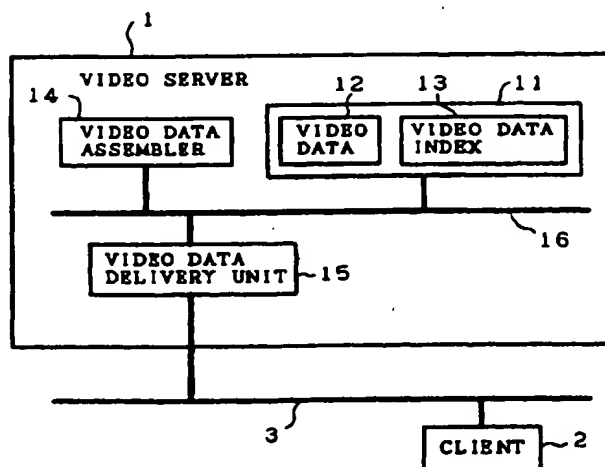 1
VIDEO SERVER
14
12
13
11
VIDEO DATA
ASSEMBLER
VIDEO
DATA
VIDEO DATA
INDEX
16
VIDEO DATA
DELIVERY UNIT
15
3
CLIENT
2